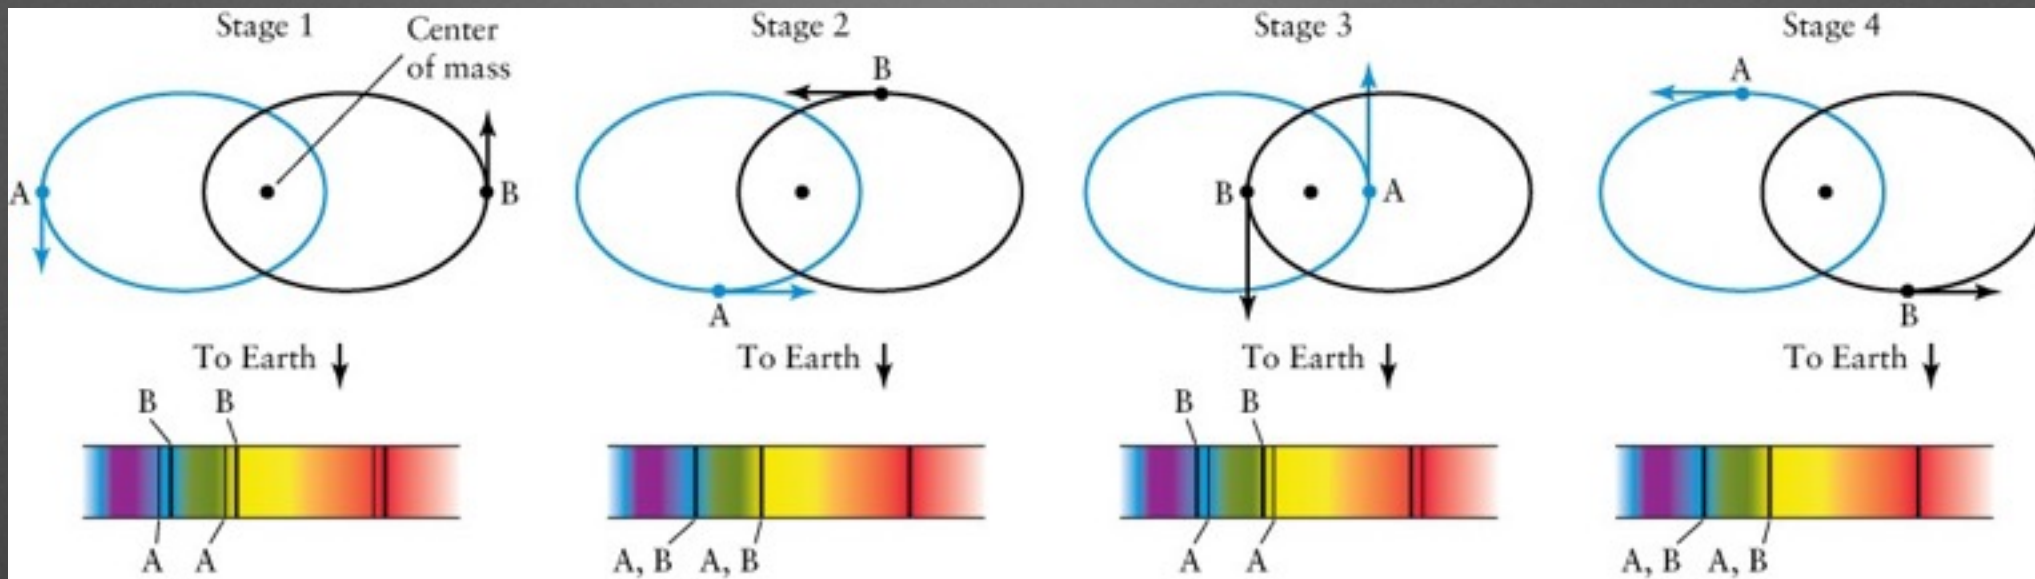 Stage 1
Center
of mass
A
B
To Earth
B B
A A
Stage 2
B
A
To Earth
A, B A, B
Stage 3
B
A
To Earth
B B
A A
Stage 4
A
B
To Earth
A, B A, B